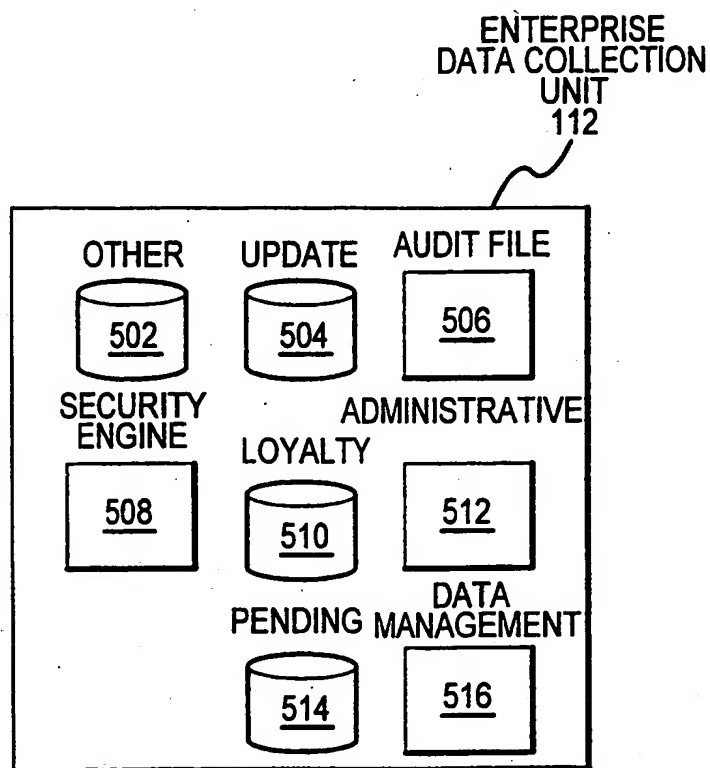 ENTERPRISE
DATA COLLECTION
UNIT
112
OTHER
502
UPDATE
504
AUDIT FILE
506
SECURITY
ENGINE
508
LOYALTY
510
ADMINISTRATIVE
512
PENDING
514
DATA
MANAGEMENT
516